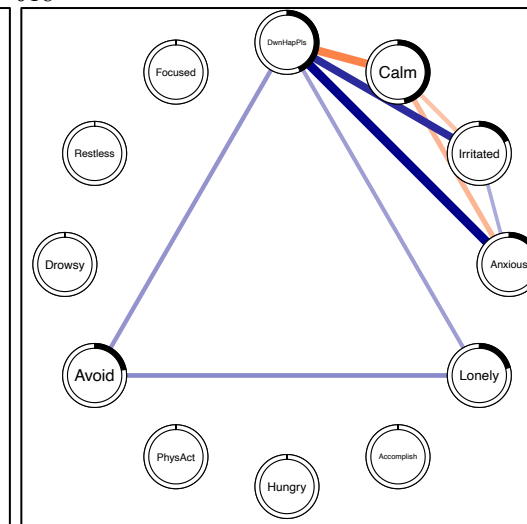 DwnHapPls
Focused
Calm
Restless
Irritated
Drowsy
Anxious
Avoid
Lonely
PhysAct
Accomplish
Hungry